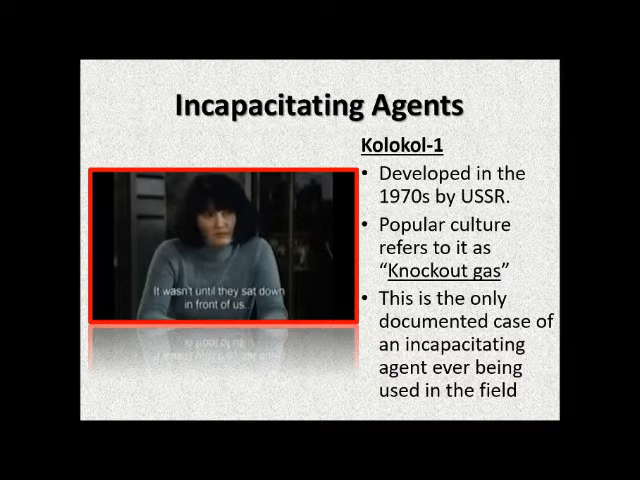 Incapacitating Agents
Kolokol-1
• Developed in the
1970s by USSR.
• Popular culture
refers to it as
“Knockout gas”
• This is the only
documented case of
an incapacitating
agent ever being
used in the field
It wasn't until they sat down
in front of us...